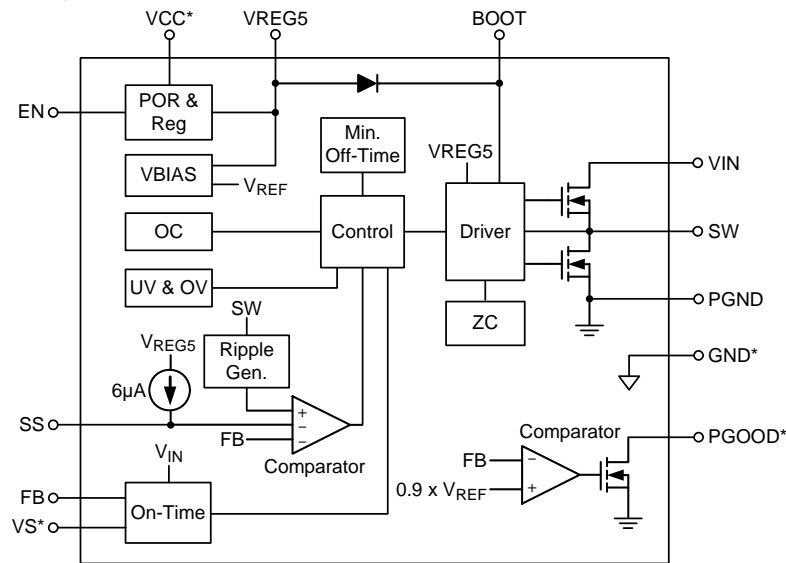 VCC*
VREG5
BOOT
EN
POR &
Reg
Min.
Off-Time
VREG5
VIN
VBIAS
VREF
OC
Control
Driver
SW
UV & OV
ZC
PGND
SW
VREG5
Ripple
Gen.
GND*
6µA
SS
+
−
−
FB
Comparator
Comparator
PGOOD*
VIN
FB
−
0.9 x VREF
+
FB
VS*
On-Time